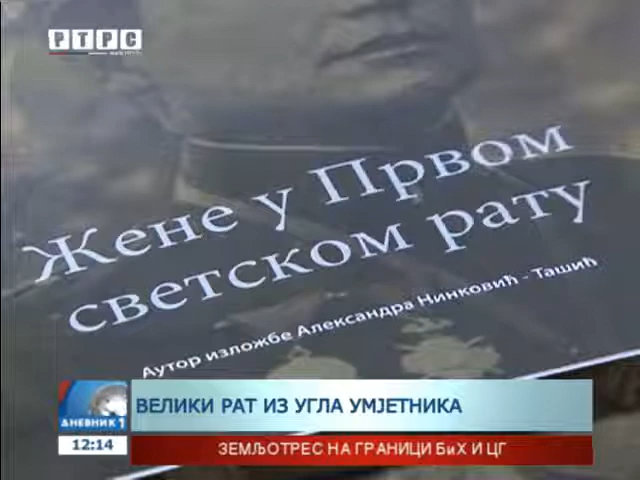 РТРС
Жене у Првом
светском рату
Аутор изложбе Александра Нинковић - Ташић
ВЕЛИКИ РАТ ИЗ УГЛА УМЈЕТНИКА
ДНЕВНИК 1
12:14
ЗЕМЉОТРЕС НА ГРАНИЦИ БиХ И ЦГ